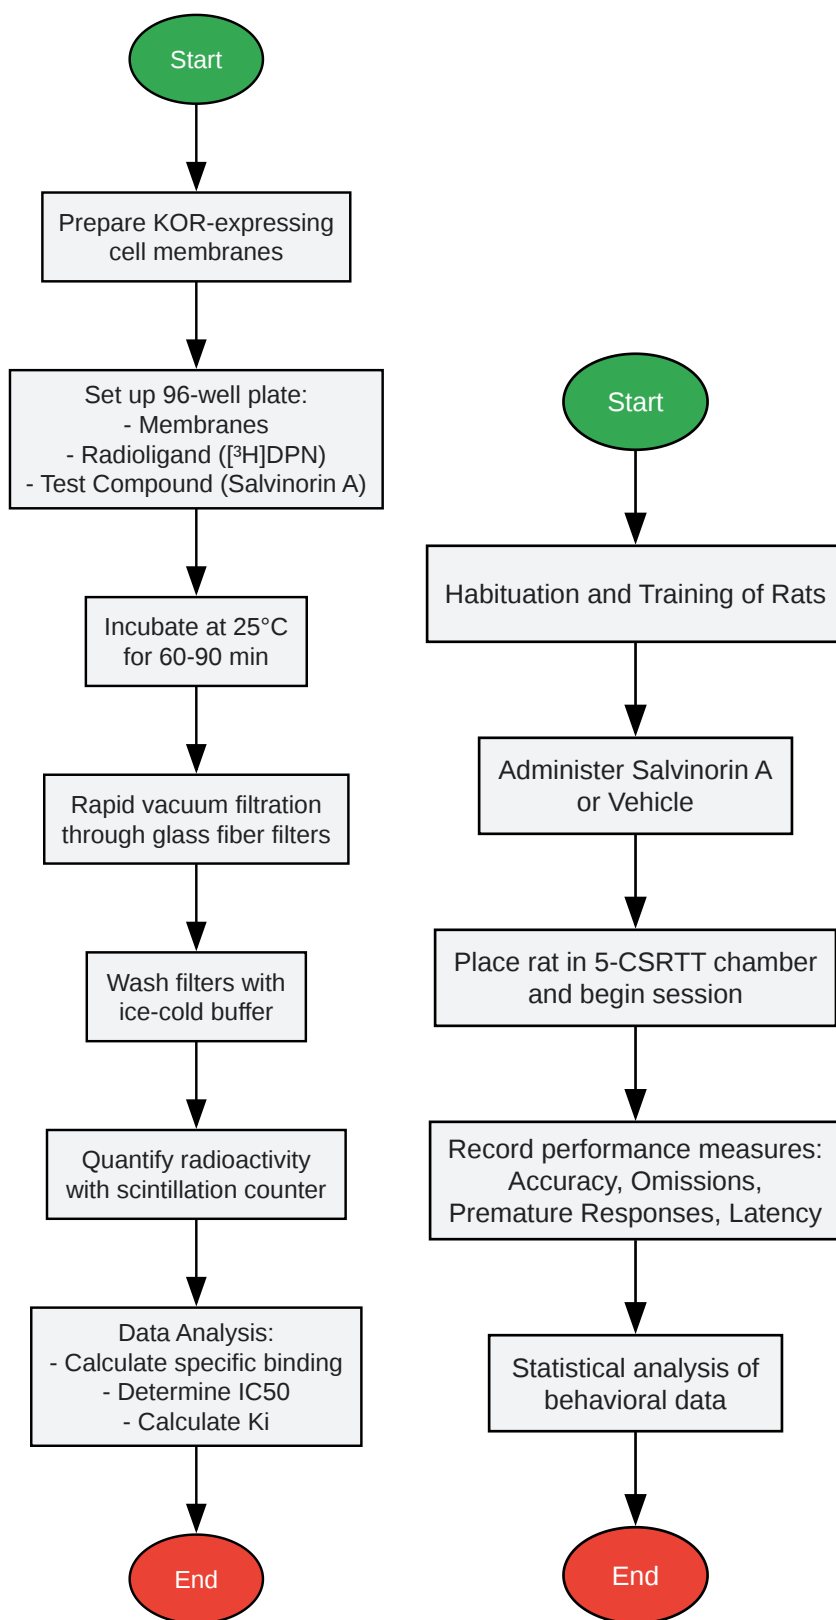 Start
Prepare KOR-expressing
cell membranes
Set up 96-well plate:
- Membranes
- Radioligand ([³H]DPN)
- Test Compound (Salvinorin A)
Incubate at 25°C
for 60-90 min
Rapid vacuum filtration
through glass fiber filters
Wash filters with
ice-cold buffer
Quantify radioactivity
with scintillation counter
Data Analysis:
- Calculate specific binding
- Determine IC50
- Calculate Ki
End
Start
Habituation and Training of Rats
Administer Salvinorin A
or Vehicle
Place rat in 5-CSRTT chamber
and begin session
Record performance measures:
Accuracy, Omissions,
Premature Responses, Latency
Statistical analysis of
behavioral data
End